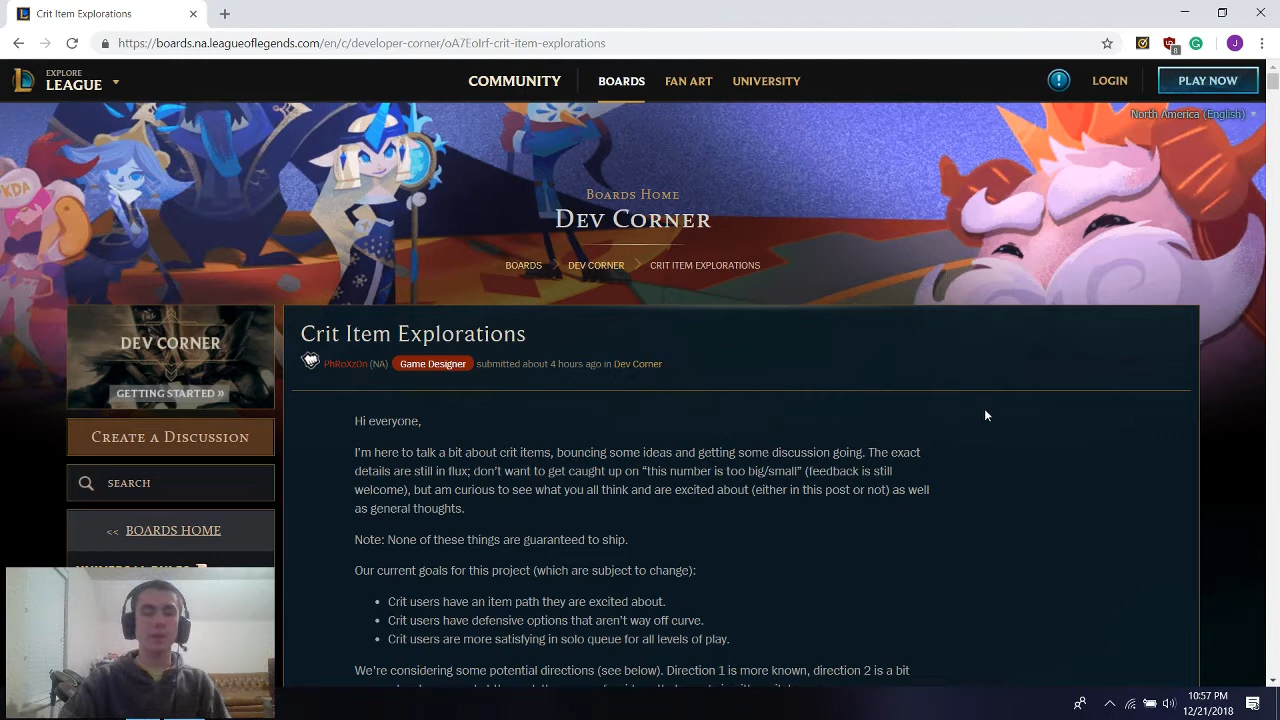 Crit Item Explorations
https://boards.na.leagueoflegends.com/en/c/developer-corner/oA7EoIrf-crit-item-explorations
8
J
EXPLORE
LEAGUE
COMMUNITY
BOARDS
FAN ART
UNIVERSITY
LOGIN
PLAY NOW
North America (English)
KDA
BOARDS HOME
DEV CORNER
BOARDS
DEV CORNER
CRIT ITEM EXPLORATIONS
DEV CORNER
GETTING STARTED »
CREATE A DISCUSSION
SEARCH
<< BOARDS HOME
Crit Item Explorations
PhRoXz0n (NA) Game Designer submitted about 4 hours ago in Dev Corner
Hi everyone,
I'm here to talk a bit about crit items, bouncing some ideas and getting some discussion going. The exact
details are still in flux; don't want to get caught up on "this number is too big/small" (feedback is still
welcome), but am curious to see what you all think and are excited about (either in this post or not) as well
as general thoughts.
Note: None of these things are guaranteed to ship.
Our current goals for this project (which are subject to change):
• Crit users have an item path they are excited about.
• Crit users have defensive options that aren't way off curve.
• Crit users are more satisfying in solo queue for all levels of play.
We're considering some potential directions (see below). Direction 1 is more known, direction 2 is a bit
10:57 PM
12/21/2018